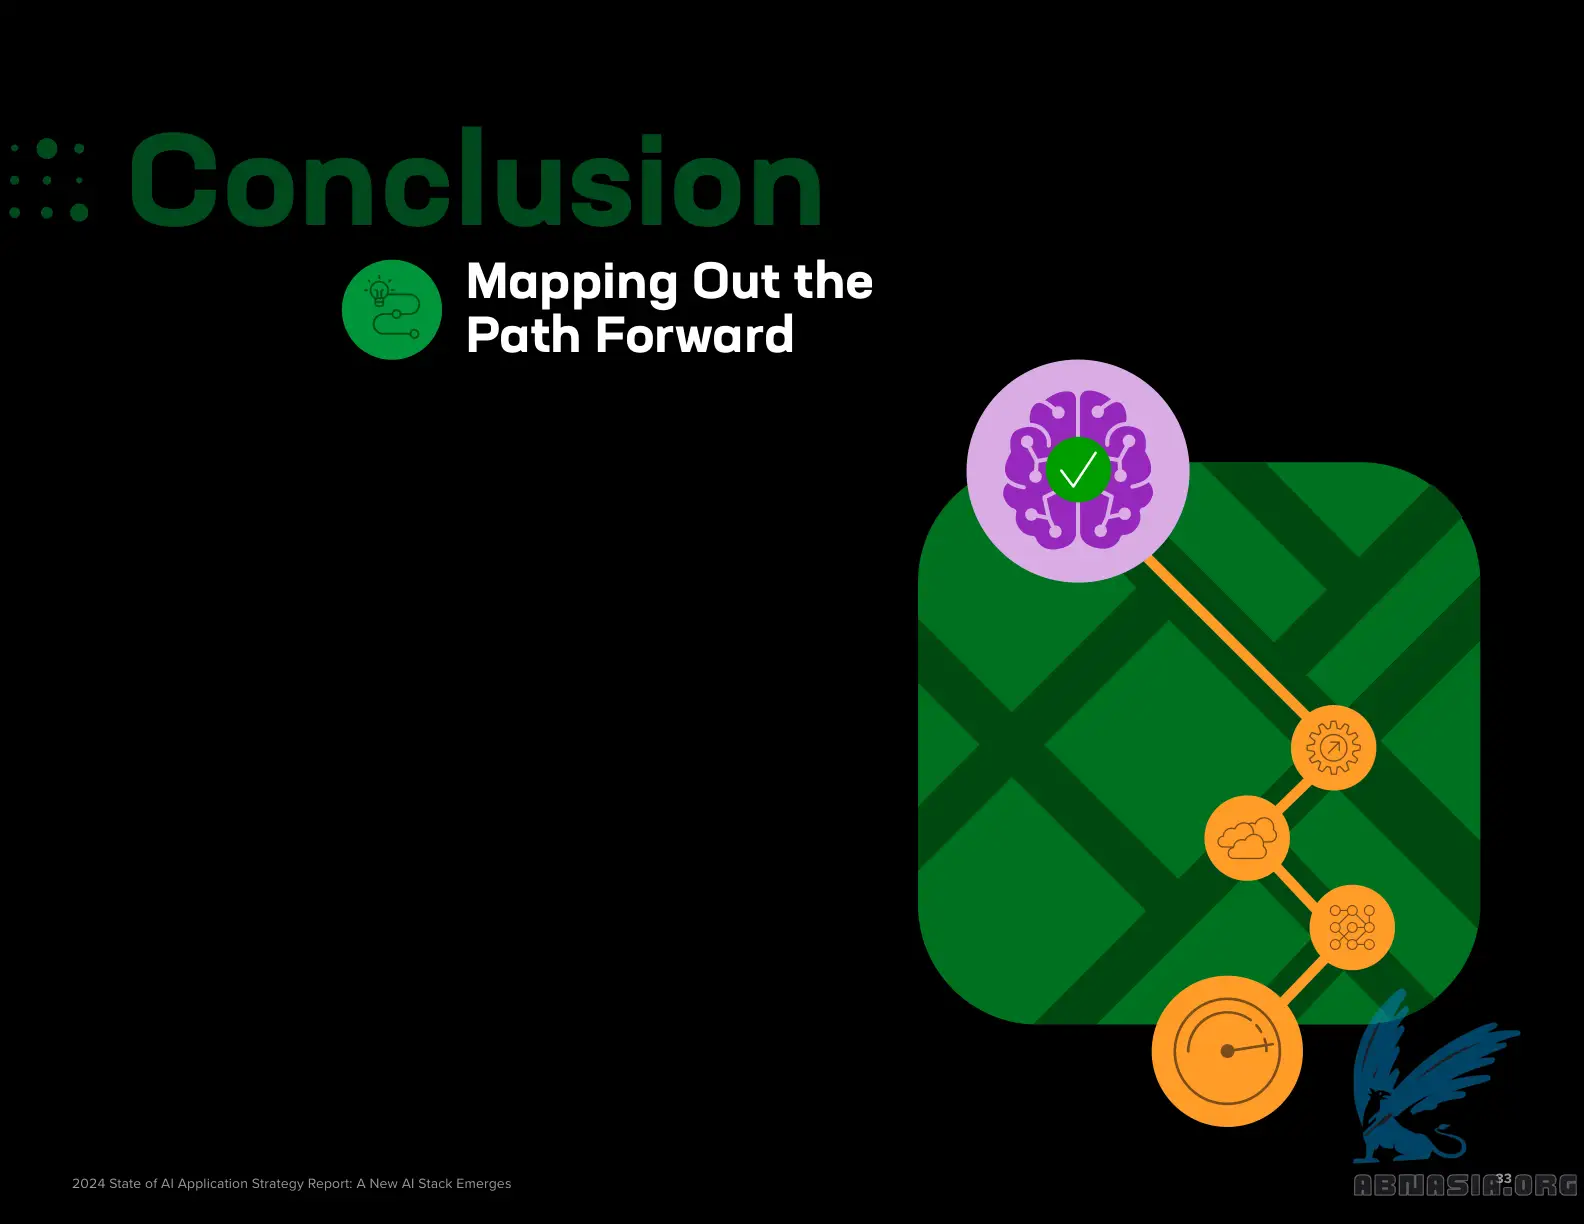 Conclusion
Mapping Out the
Path Forward
2024 State of AI Application Strategy Report: A New AI Stack Emerges
33
ABNASIA.ORG